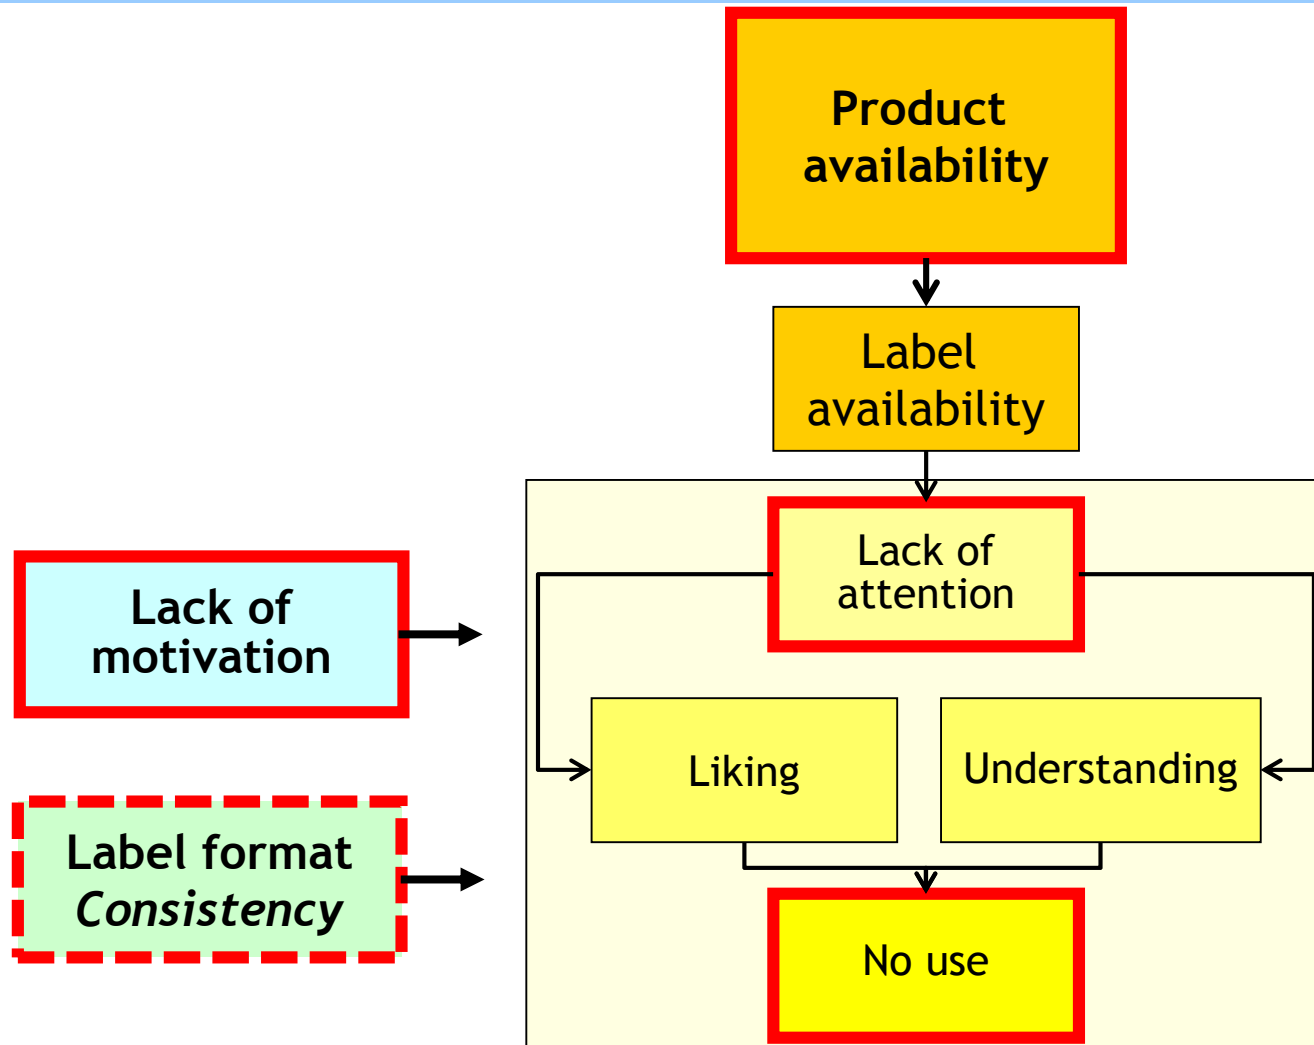 Product
availability
Label
availability
Lack of
attention
Lack of
motivation
Liking
Understanding
Label format
Consistency
No use